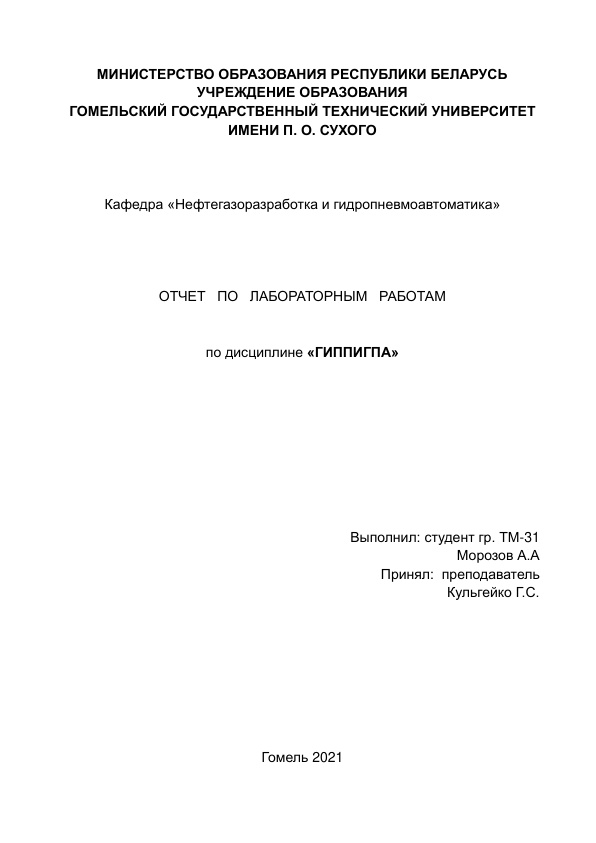 МИНИСТЕРСТВО ОБРАЗОВАНИЯ РЕСПУБЛИКИ БЕЛАРУСЬ
УЧРЕЖДЕНИЕ ОБРАЗОВАНИЯ
ГОМЕЛЬСКИЙ ГОСУДАРСТВЕННЫЙ ТЕХНИЧЕСКИЙ УНИВЕРСИТЕТ
ИМЕНИ П. О. СУХОГО
Кафедра «Нефтегазоразработка и гидропневмоавтоматика»
ОТЧЕТ ПО ЛАБОРАТОРНЫМ РАБОТАМ
по дисциплине «ГИППИГПА»
Выполнил: студент гр. ТМ-31
Морозов А.А
Принял: преподаватель
Кульгейко Г.С.
Гомель 2021